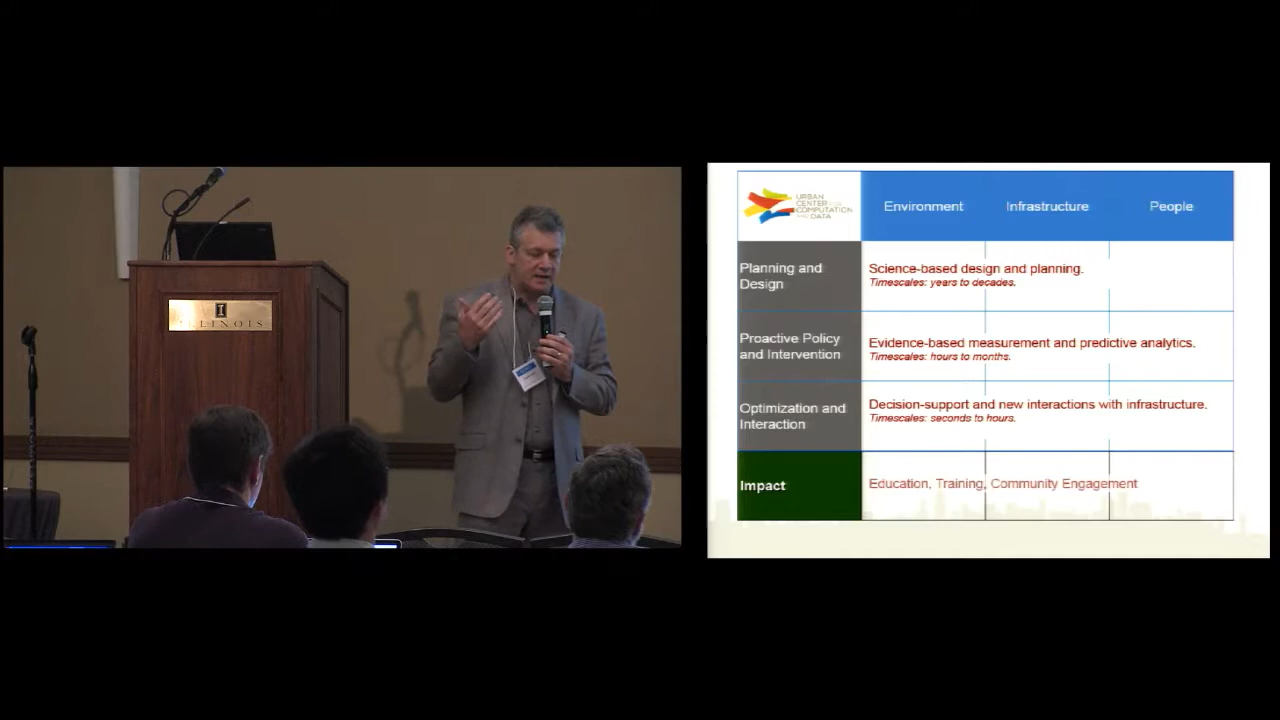 ILLINOIS
URBAN
CENTER FOR
COMPUTATION
AND DATA
Environment Infrastructure People
Planning and
Design
Science-based design and planning.
Timescales: years to decades.
Proactive Policy
and Intervention
Evidence-based measurement and predictive analytics.
Timescales: hours to months.
Optimization and
Interaction
Decision-support and new interactions with infrastructure.
Timescales: seconds to hours.
Impact
Education, Training, Community Engagement